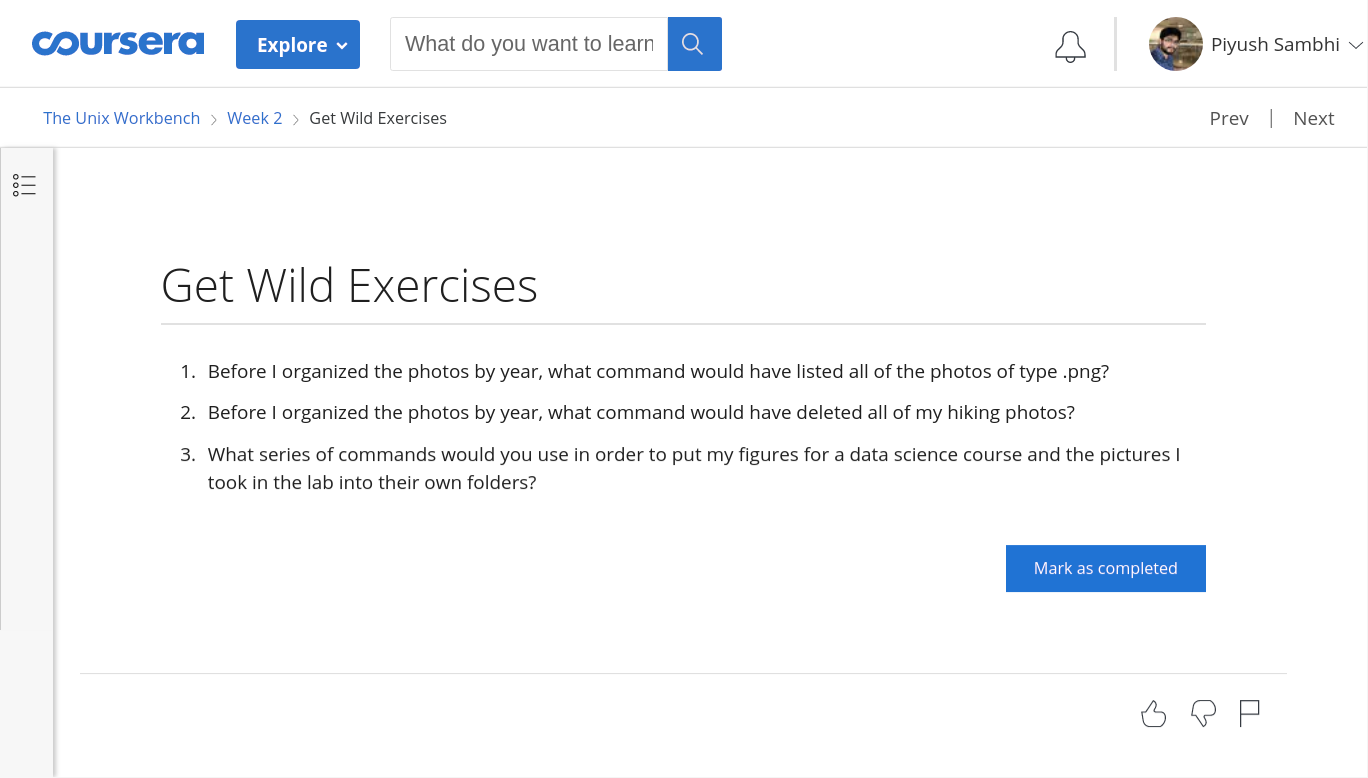 coursera
Explore
What do you want to learn
Piyush Sambhi
The Unix Workbench
Week 2
Get Wild Exercises
Prev
Next
Get Wild Exercises
1. Before I organized the photos by year, what command would have listed all of the photos of type .png?
2. Before I organized the photos by year, what command would have deleted all of my hiking photos?
3. What series of commands would you use in order to put my figures for a data science course and the pictures I
took in the lab into their own folders?
Mark as completed